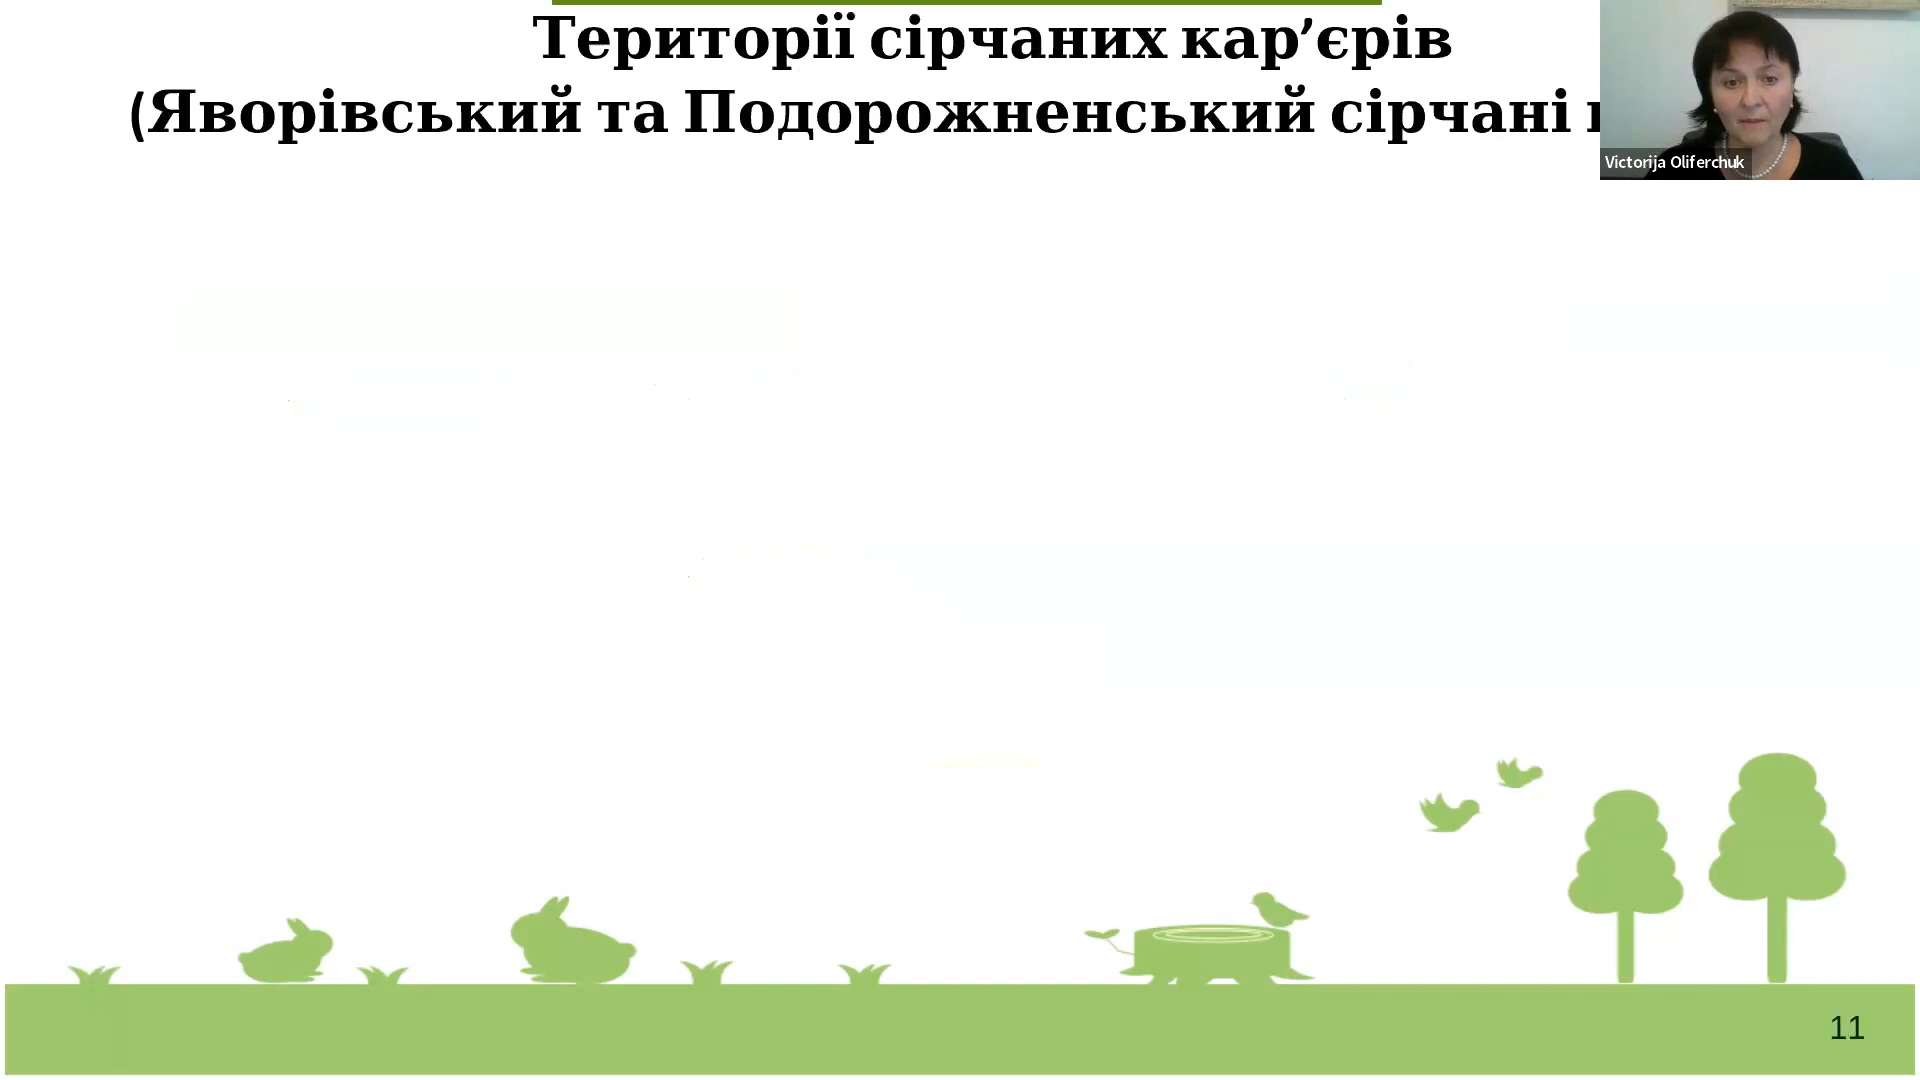 Території сірчаних кар’єрів
(Яворівський та Подорожненський сірчані
Victorija Oliferchuk
11